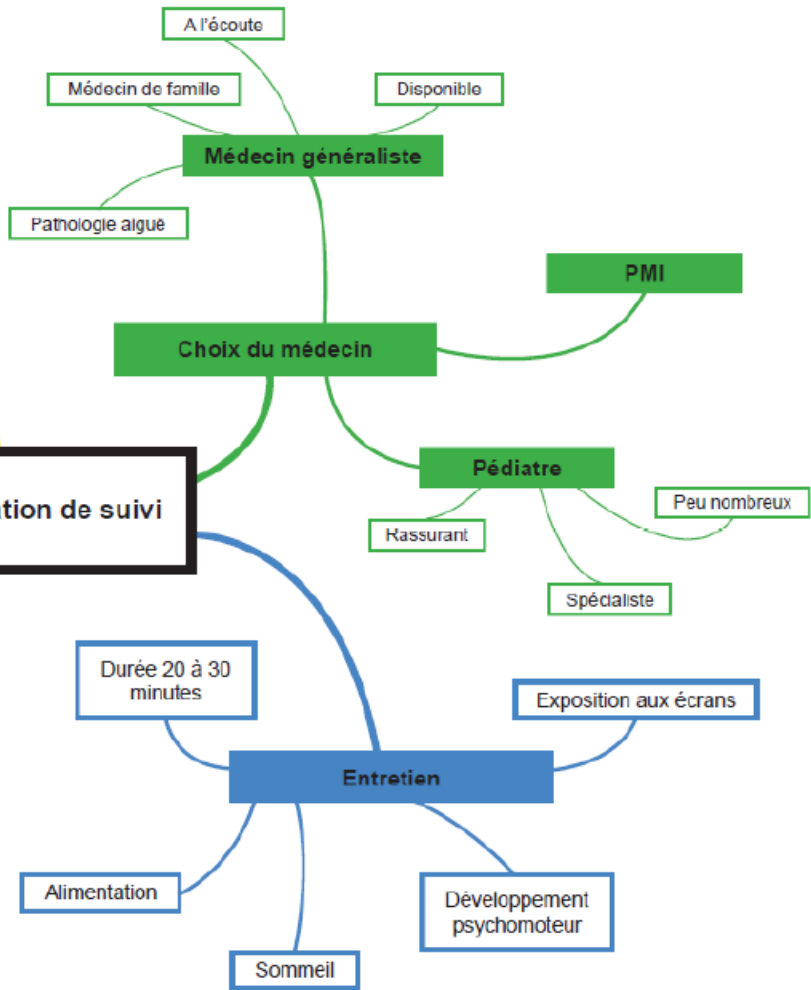 A l'écoute
Médecin de famille
Disponible
Médecin généraliste
Pathologie aiguë
PMI
Choix du médecin
Pédiatre
Peu nombreux
Rassurant
Spécialiste
de suivi
Durée 20 à 30
minutes
Exposition aux écrans
Entretien
Alimentation
Développement
psychomoteur
Sommeil